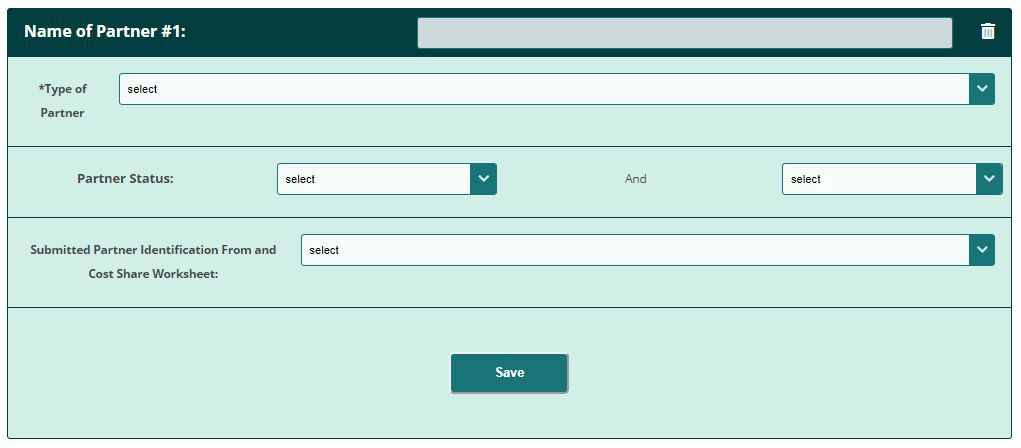 Name of Partner #1:
*Type of
Partner
select
Partner Status:
select
And
select
Submitted Partner Identification From and
Cost Share Worksheet:
select
Save